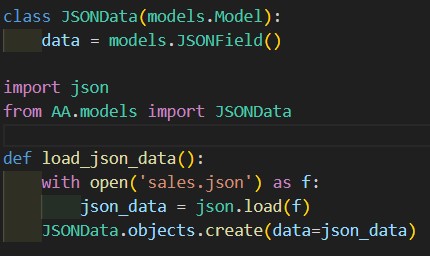 class JSONData(models.Model):
    data = models.JSONField()
import json
from AA.models import JSONData
def load_json_data():
    with open('sales.json') as f:
        json_data = json.load(f)
    JSONData.objects.create(data=json_data)